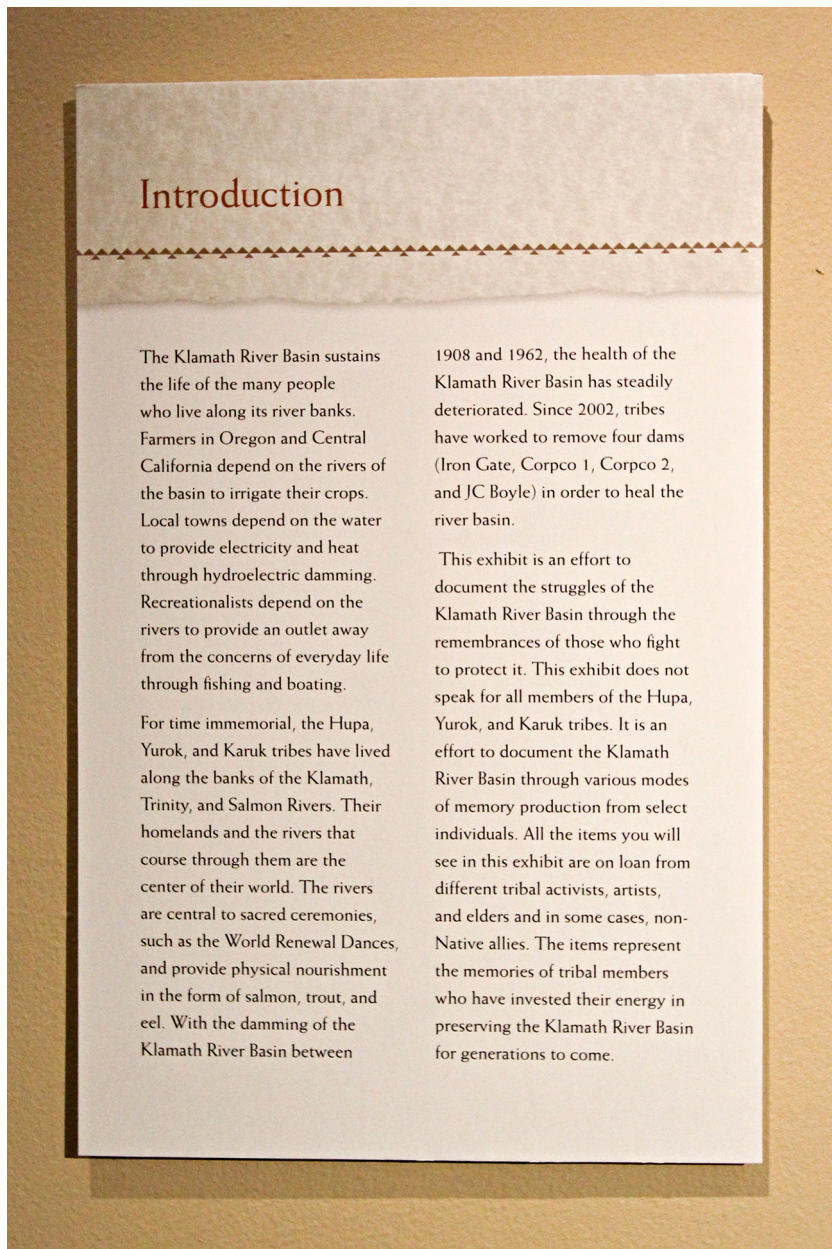 Introduction
The Klamath River Basin sustains
the life of the many people
who live along its river banks.
Farmers in Oregon and Central
California depend on the rivers of
the basin to irrigate their crops.
Local towns depend on the water
to provide electricity and heat
through hydroelectric damming.
Recreationalists depend on the
rivers to provide an outlet away
from the concerns of everyday life
through fishing and boating.
For time immemorial, the Hupa,
Yurok, and Karuk tribes have lived
along the banks of the Klamath,
Trinity, and Salmon Rivers. Their
homelands and the rivers that
course through them are the
center of their world. The rivers
are central to sacred ceremonies,
such as the World Renewal Dances,
and provide physical nourishment
in the form of salmon, trout, and
eel. With the damming of the
Klamath River Basin between
1908 and 1962, the health of the
Klamath River Basin has steadily
deteriorated. Since 2002, tribes
have worked to remove four dams
(Iron Gate, Corpco 1, Corpco 2,
and JC Boyle) in order to heal the
river basin.
This exhibit is an effort to
document the struggles of the
Klamath River Basin through the
remembrances of those who fight
to protect it. This exhibit does not
speak for all members of the Hupa,
Yurok, and Karuk tribes. It is an
effort to document the Klamath
River Basin through various modes
of memory production from select
individuals. All the items you will
see in this exhibit are on loan from
different tribal activists, artists,
and elders and in some cases, non-
Native allies. The items represent
the memories of tribal members
who have invested their energy in
preserving the Klamath River Basin
for generations to come.